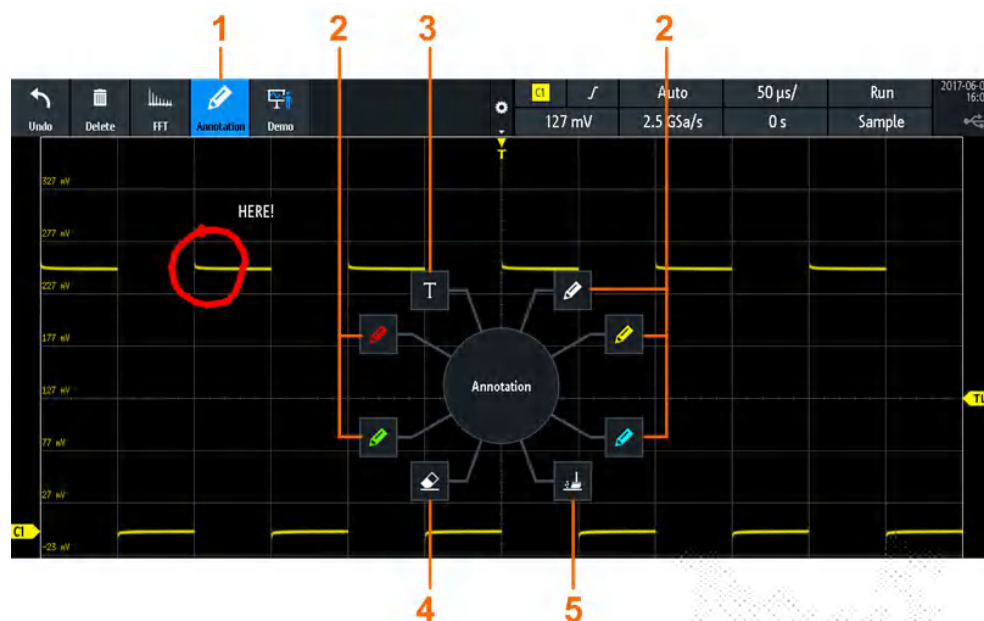 1 2 3 2
Undo Delete FFT Annotation Demo
C1 Auto 50 µs/ Run
127 mV 2.5 GSa/s 0 s Sample
T
327 mV
HERE!
277 mV
227 mV
T
177 mV
127 mV
Annotation
TL
77 mV
27 mV
C1
-23 mV
4 5